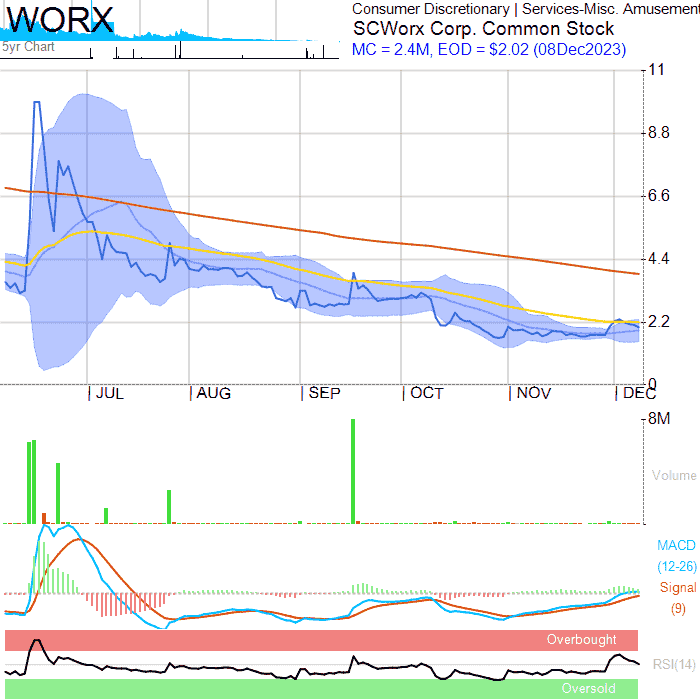 WORX
Consumer Discretionary | Services-Misc. Amusement
SCWorx Corp. Common Stock
MC = 2.4M, EOD = $2.02 (08Dec2023)
5yr Chart
11
8.8
6.6
4.4
2.2
0
JUL
AUG
SEP
OCT
NOV
DEC
8M
Volume
MACD
(12-26)
Signal
(9)
Overbought
RSI(14)
Oversold